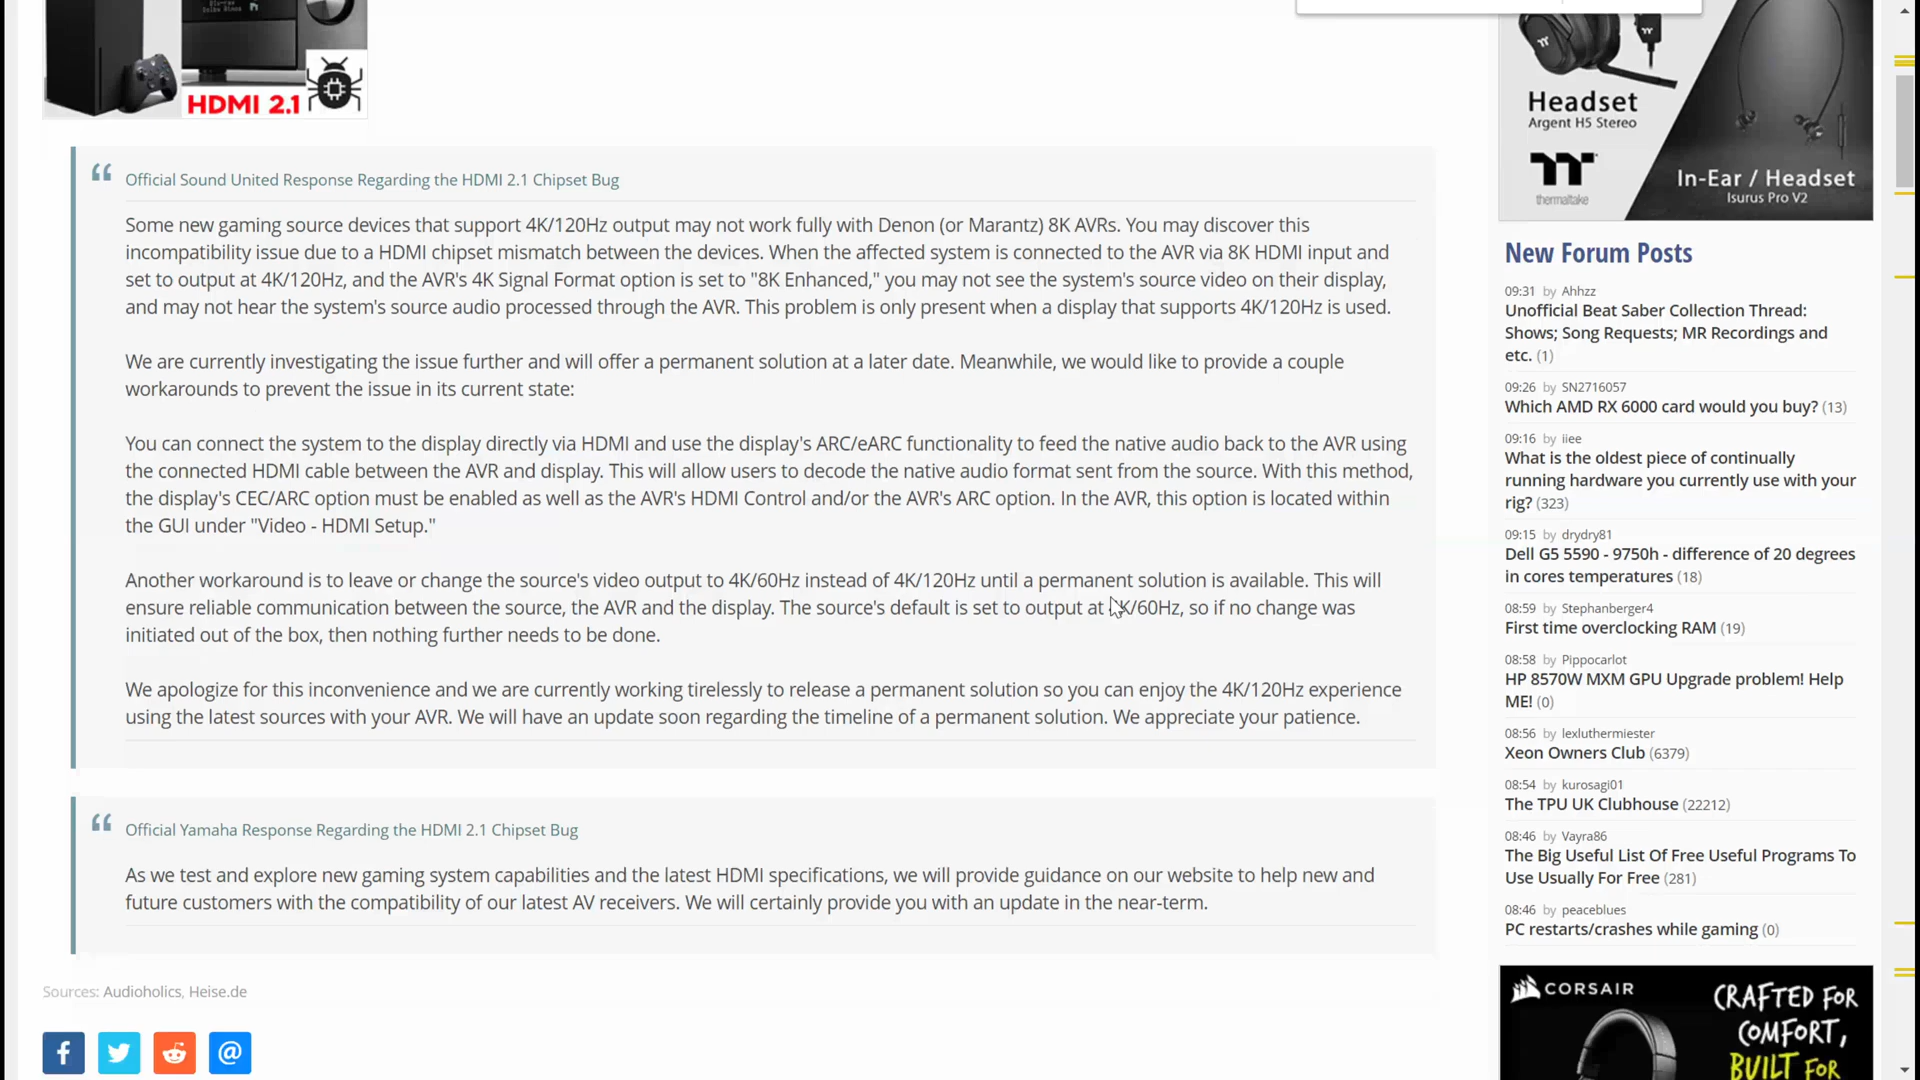 HDMI 2.1
Official Sound United Response Regarding the HDMI 2.1 Chipset Bug
Some new gaming source devices that support 4K/120Hz output may not work fully with Denon (or Marantz) 8K AVRs. You may discover this
incompatibility issue due to a HDMI chipset mismatch between the devices. When the affected system is connected to the AVR via 8K HDMI input and
set to output at 4K/120Hz, and the AVR's 4K Signal Format option is set to "8K Enhanced," you may not see the system's source video on their display,
and may not hear the system's source audio processed through the AVR. This problem is only present when a display that supports 4K/120Hz is used.
We are currently investigating the issue further and will offer a permanent solution at a later date. Meanwhile, we would like to provide a couple
workarounds to prevent the issue in its current state:
You can connect the system to the display directly via HDMI and use the display's ARC/eARC functionality to feed the native audio back to the AVR using
the connected HDMI cable between the AVR and display. This will allow users to decode the native audio format sent from the source. With this method,
the display's CEC/ARC option must be enabled as well as the AVR's HDMI Control and/or the AVR's ARC option. In the AVR, this option is located within
the GUI under "Video - HDMI Setup."
Another workaround is to leave or change the source's video output to 4K/60Hz instead of 4K/120Hz until a permanent solution is available. This will
ensure reliable communication between the source, the AVR and the display. The source's default is set to output at 4K/60Hz, so if no change was
initiated out of the box, then nothing further needs to be done.
We apologize for this inconvenience and we are currently working tirelessly to release a permanent solution so you can enjoy the 4K/120Hz experience
using the latest sources with your AVR. We will have an update soon regarding the timeline of a permanent solution. We appreciate your patience.
Official Yamaha Response Regarding the HDMI 2.1 Chipset Bug
As we test and explore new gaming system capabilities and the latest HDMI specifications, we will provide guidance on our website to help new and
future customers with the compatibility of our latest AV receivers. We will certainly provide you with an update in the near-term.
Sources: Audioholics, Heise.de
Headset
Argent H5 Stereo
thermaltake
In-Ear / Headset
Isurus Pro V2
New Forum Posts
09:31 by Ahhzz
Unofficial Beat Saber Collection Thread:
Shows; Song Requests; MR Recordings and
etc. (1)
09:26 by SN2716057
Which AMD RX 6000 card would you buy? (13)
09:16 by iiee
What is the oldest piece of continually
running hardware you currently use with your
rig? (323)
09:15 by drydry81
Dell G5 5590 - 9750h - difference of 20 degrees
in cores temperatures (18)
08:59 by Stephanberger4
First time overclocking RAM (19)
08:58 by Pippocarlot
HP 8570W MXM GPU Upgrade problem! Help
ME! (0)
08:56 by lexluthermiester
Xeon Owners Club (6379)
08:54 by kurosagi01
The TPU UK Clubhouse (22212)
08:46 by Vayra86
The Big Useful List Of Free Useful Programs To
Use Usually For Free (281)
08:46 by peaceblues
PC restarts/crashes while gaming (0)
CORSAIR
CRAFTED FOR
COMFORT,
BUILT FOR